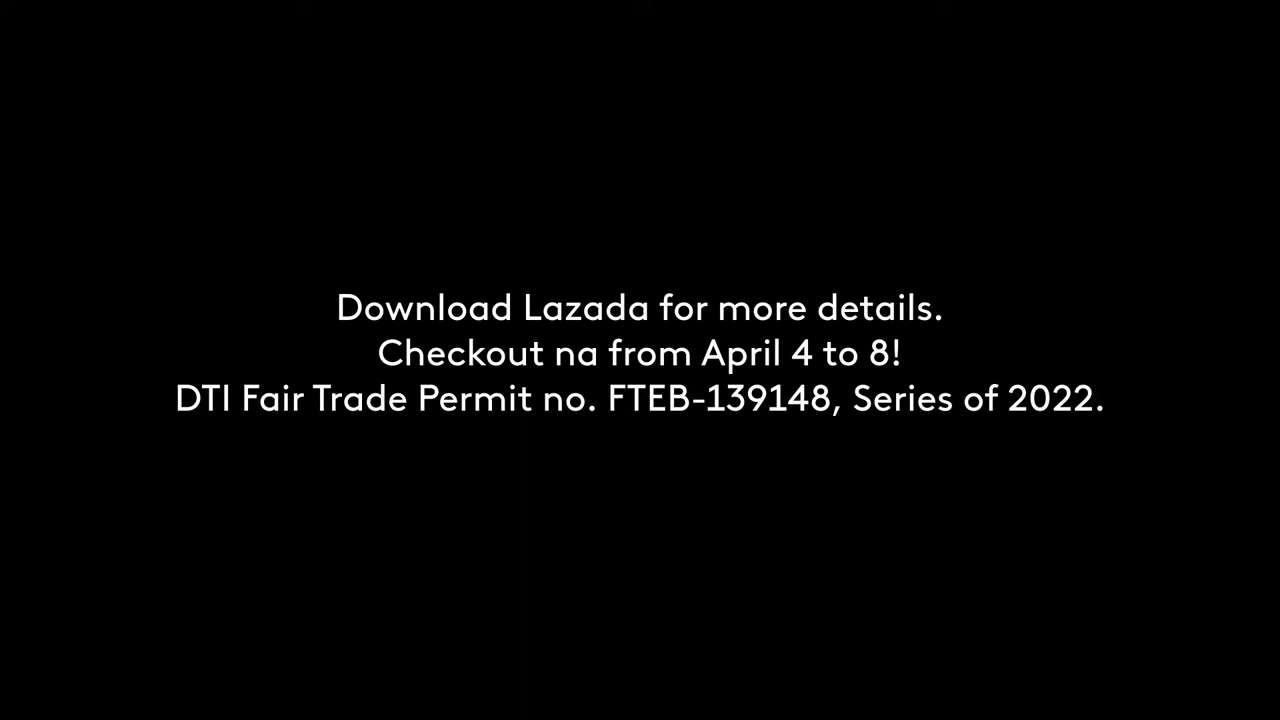 Download Lazada for more details.
Checkout na from April 4 to 8!
DTI Fair Trade Permit no. FTEB-139148, Series of 2022.